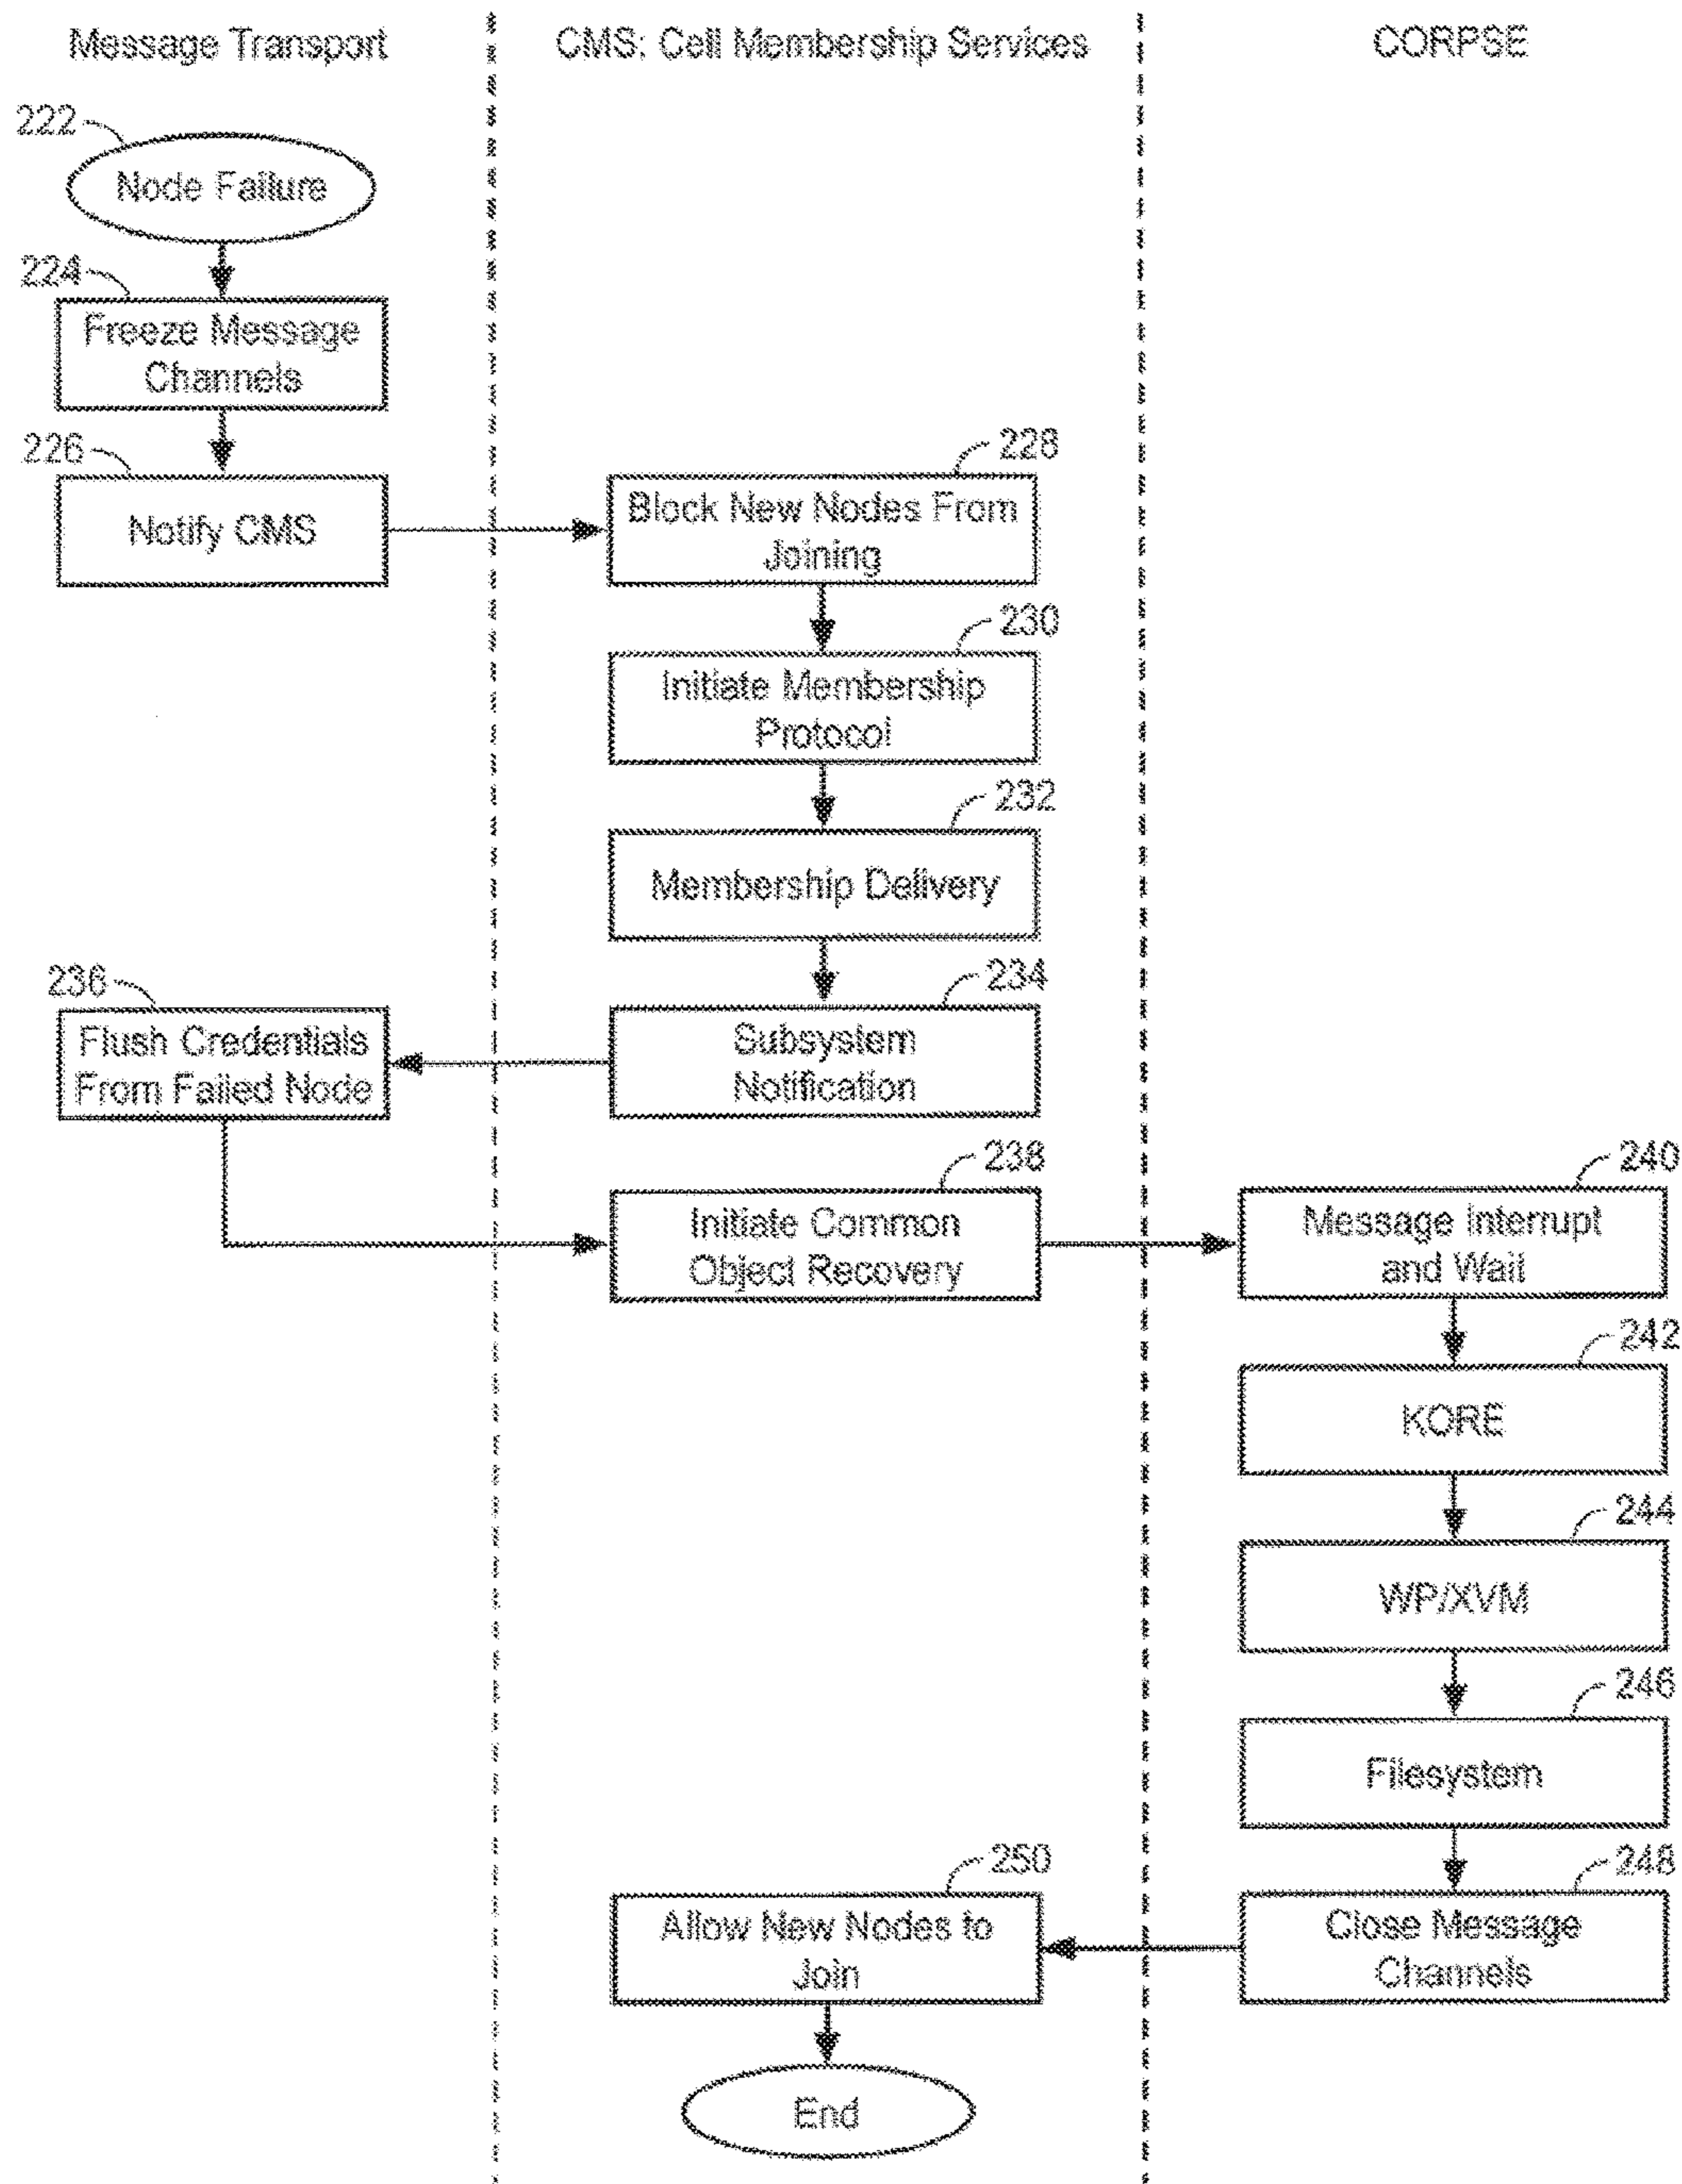 Message Transport
CMS: Cell Membership Services
CORPSE
222
Node Failure
224
Freeze Message
Channels
226
Notify CMS
228
Block New Nodes From
Joining
230
Initiate Membership
Protocol
232
Membership Delivery
234
Subsystem
Notification
236
Flush Credentials
From Failed Node
238
Initiate Common
Object Recovery
240
Message Interrupt
and Wait
242
KORE
244
WP/XVM
246
Filesystem
248
Close Message
Channels
250
Allow New Nodes to
Join
End